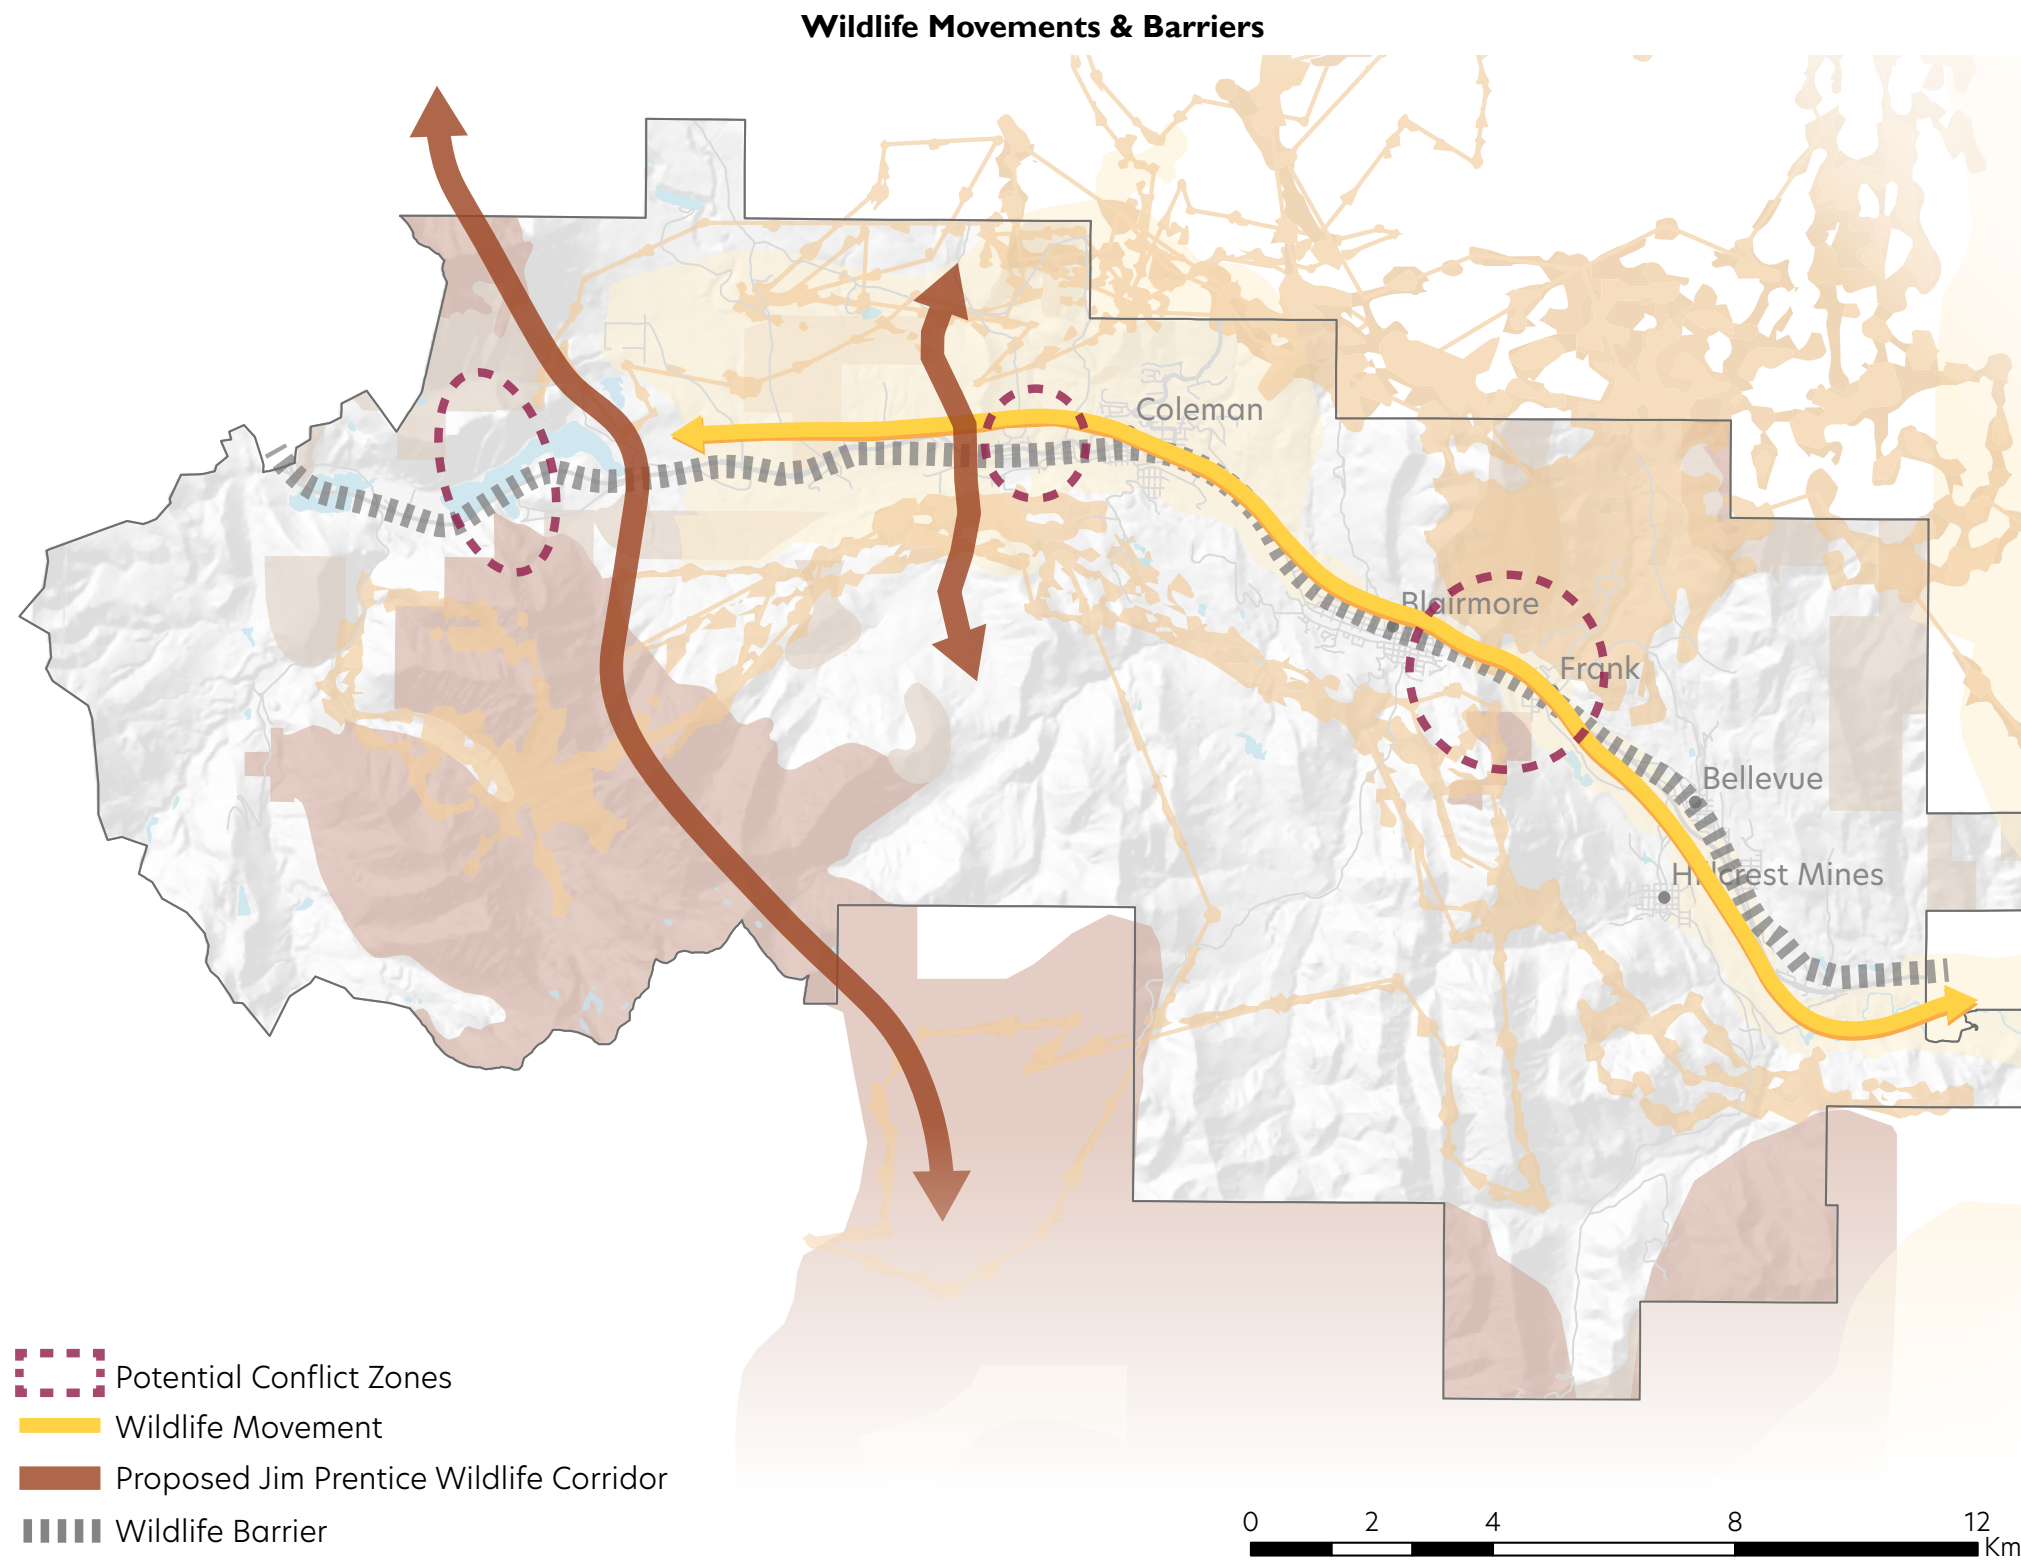 Wildlife Movements & Barriers
Coleman
Blairmore
Frank
Bellevue
Hillcrest Mines
Potential Conflict Zones
Wildlife Movement
Proposed Jim Prentice Wildlife Corridor
Wildlife Barrier
0 2 4 8 12
Km